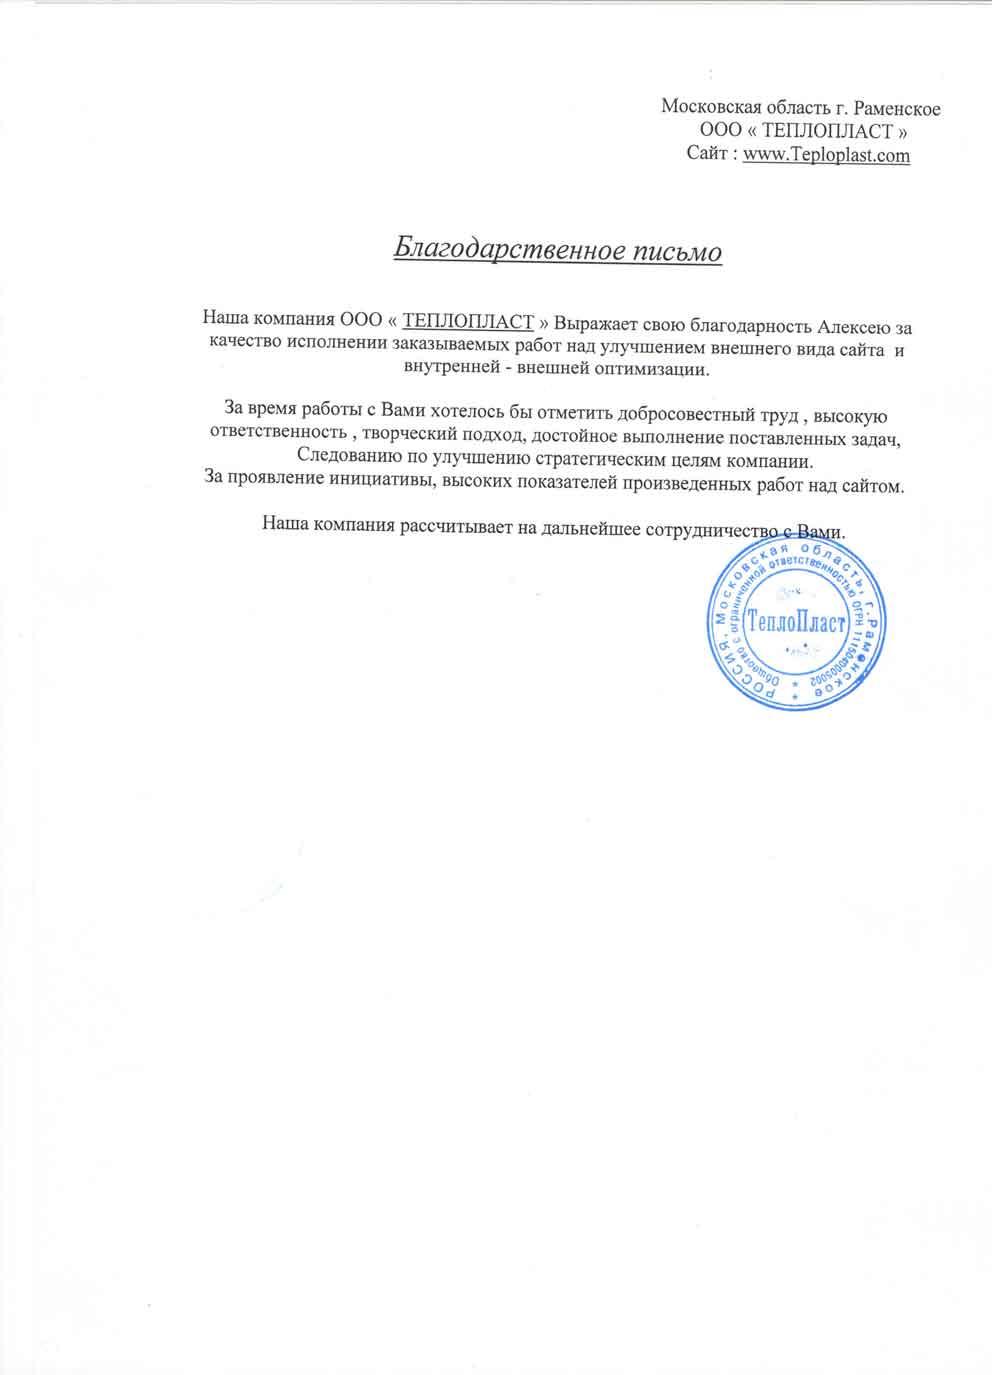 Московская область г. Раменское
ООО « ТЕПЛОПЛАСТ »
Сайт : www.Teploplast.com
Благодарственное письмо
Наша компания ООО « ТЕПЛОПЛАСТ » Выражает свою благодарность Алексею за
качество исполнении заказываемых работ над улучшением внешнего вида сайта и
внутренней - внешней оптимизации.
За время работы с Вами хотелось бы отметить добросовестный труд , высокую
ответственность , творческий подход, достойное выполнение поставленных задач,
Следованию по улучшению стратегическим целям компании.
За проявление инициативы, высоких показателей произведенных работ над сайтом.
Наша компания рассчитывает на дальнейшее сотрудничество с Вами.
РОССИЯ, Московская область, г.Раменское *
Общество с ограниченной ответственностью ОГРН 1115040005002 *
ТеплоПласт